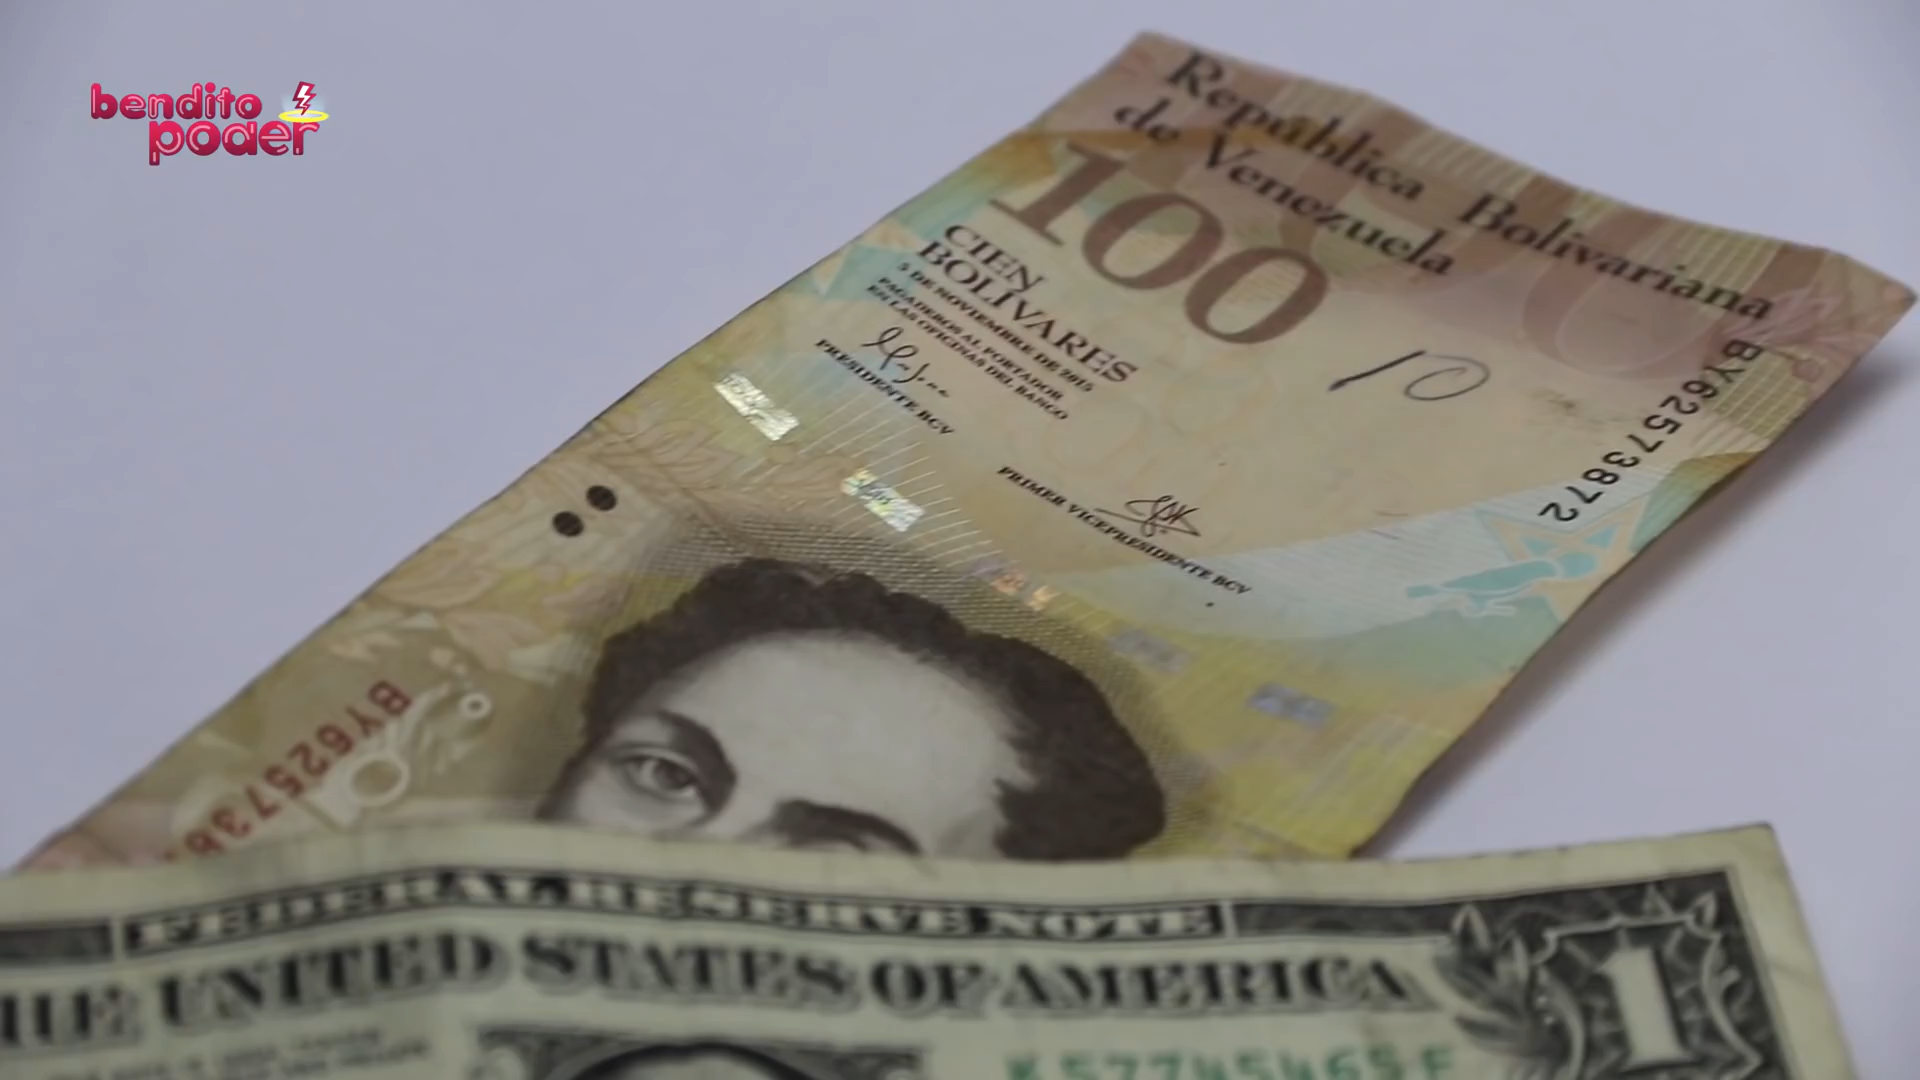 bendito
poder
República Bolivariana
de Venezuela
100
CIEN
BOLÍVARES
5 DE NOVIEMBRE DE 2015
PAGADEROS AL PORTADOR
EN LAS OFICINAS DEL BANCO
PRESIDENTE BCV
10
BY62573872
PRIMER VICEPRESIDENTE BCV
BY625738
FEDERAL RESERVE NOTE
THE UNITED STATES OF AMERICA
1
K57745465F